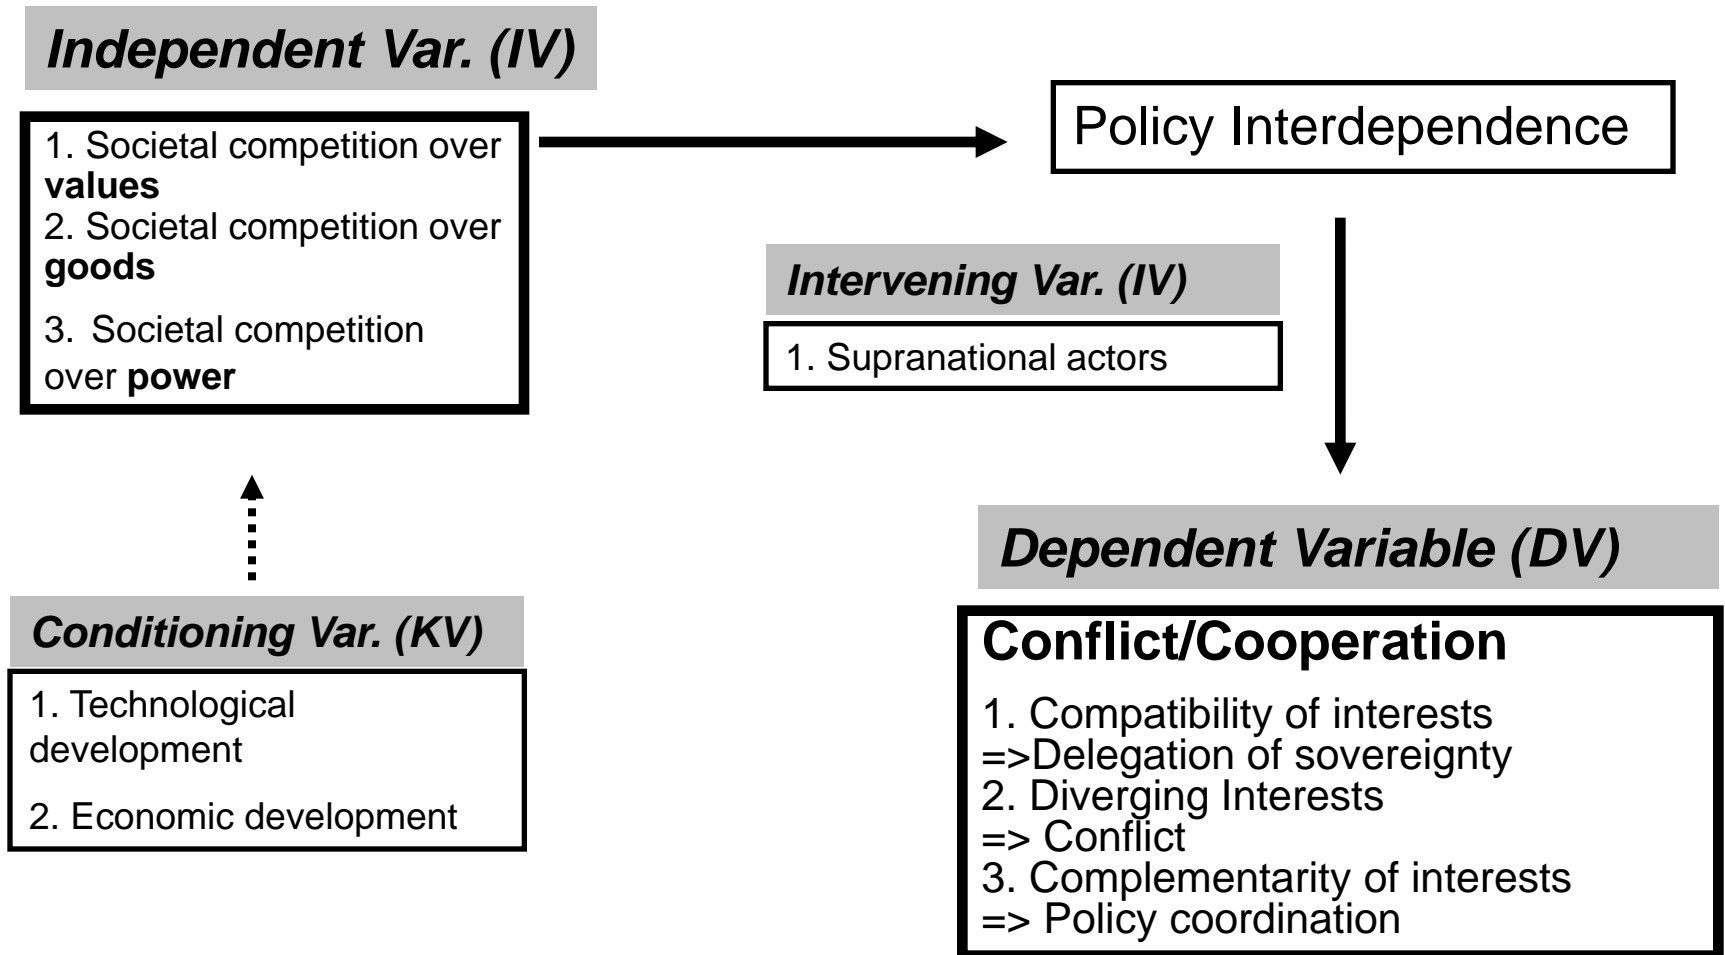 Independent Var. (IV)
1. Societal competition over
values
2. Societal competition over
goods
3. Societal competition
over power
Policy Interdependence
Intervening Var. (IV)
1. Supranational actors
Conditioning Var. (KV)
1. Technological
development
2. Economic development
Dependent Variable (DV)
Conflict/Cooperation
1. Compatibility of interests
=>Delegation of sovereignty
2. Diverging Interests
=> Conflict
3. Complementarity of interests
=> Policy coordination